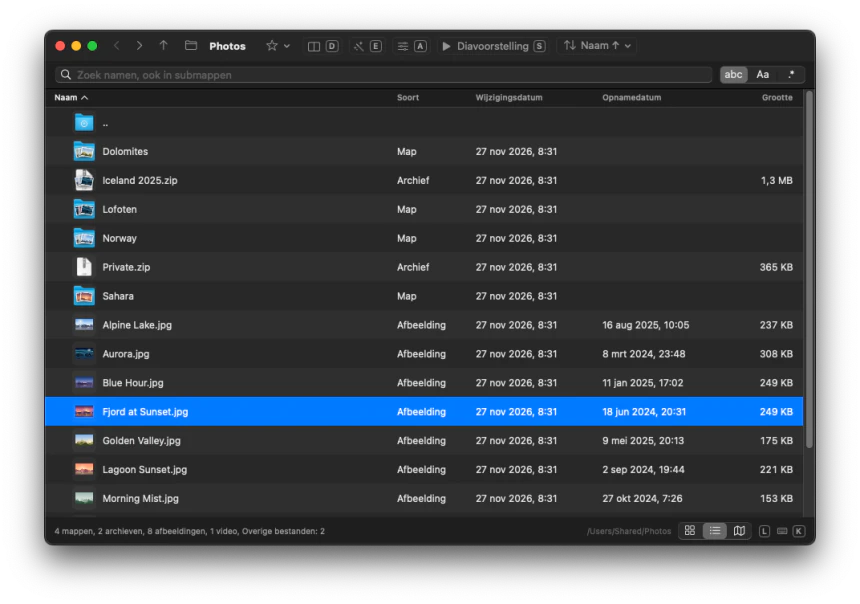 Photos D E A Diavoorstelling S Naam
Zoek namen, ook in submappen abc Aa .*
Naam Soort Wijzigingsdatum Opnamedatum Grootte
..
Dolomites Map 27 nov 2026, 8:31
Iceland 2025.zip Archief 27 nov 2026, 8:31 1,3 MB
Lofoten Map 27 nov 2026, 8:31
Norway Map 27 nov 2026, 8:31
Private.zip Archief 27 nov 2026, 8:31 365 KB
Sahara Map 27 nov 2026, 8:31
Alpine Lake.jpg Afbeelding 27 nov 2026, 8:31 16 aug 2025, 10:05 237 KB
Aurora.jpg Afbeelding 27 nov 2026, 8:31 8 mrt 2024, 23:48 308 KB
Blue Hour.jpg Afbeelding 27 nov 2026, 8:31 11 jan 2025, 17:02 249 KB
Fjord at Sunset.jpg Afbeelding 27 nov 2026, 8:31 18 jun 2024, 20:31 249 KB
Golden Valley.jpg Afbeelding 27 nov 2026, 8:31 9 mei 2025, 20:13 175 KB
Lagoon Sunset.jpg Afbeelding 27 nov 2026, 8:31 2 sep 2024, 19:44 221 KB
Morning Mist.jpg Afbeelding 27 nov 2026, 8:31 27 okt 2024, 7:26 153 KB
4 mappen, 2 archieven, 8 afbeeldingen, 1 video, Overige bestanden: 2 /Users/Shared/Photos L K